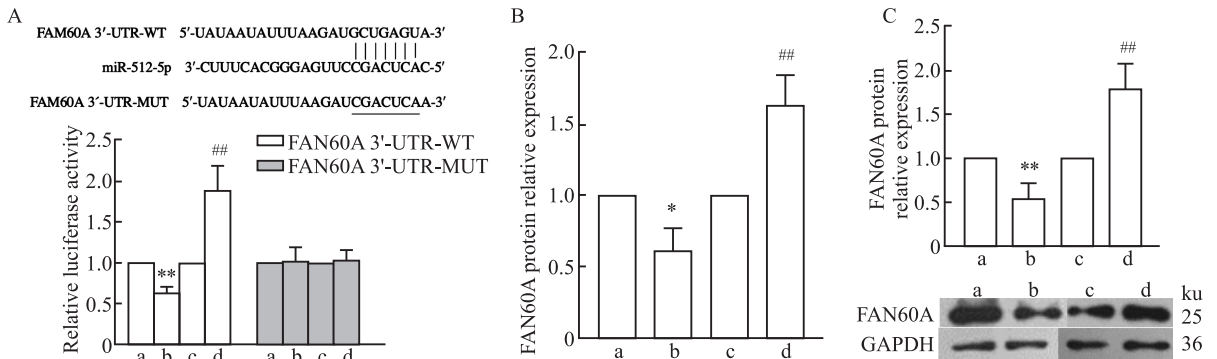 A
FAM60A 3′-UTR-WT 5′-UAUAAUAUUUAAGAUGCUGAGUA-3′
miR-512-5p 3′-CUUUCACGGGAGUUCCGACUCAC-5′
FAM60A 3′-UTR-MUT 5′-UAUAAUAUUUAAGAUCGACUCAA-3′
Relative luciferase activity
2.5
2.0
1.5
1.0
0.5
FAN60A 3'-UTR-WT
FAN60A 3'-UTR-MUT
**
##
a b c d a b c d
B
FAN60A protein relative expression
2.0
1.5
1.0
0.5
0
*
##
a b c d
C
FAN60A protein
relative expression
2.5
2.0
1.5
1.0
0.5
0
**
##
a b c d
a b c d ku
FAN60A 25
GAPDH 36